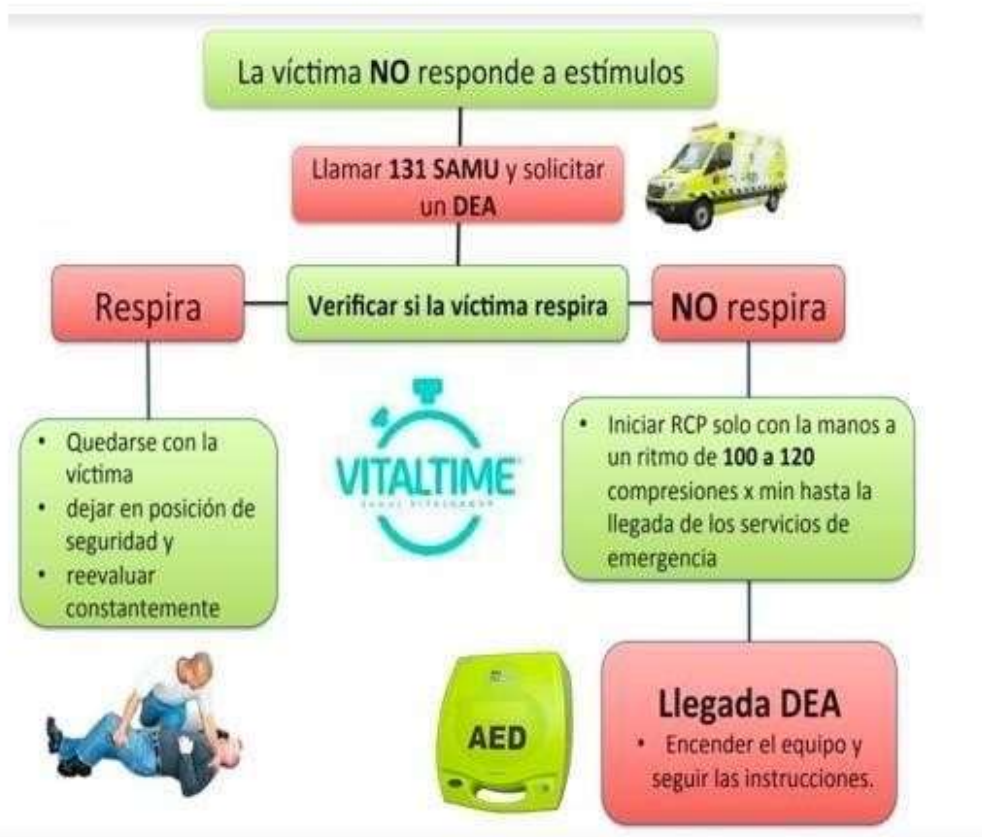 La víctima NO responde a estímulos
Llamar 131 SAMU y solicitar
un DEA
Respira
Verificar si la víctima respira
NO respira
• Quedarse con la
víctima
• dejar en posición de
seguridad y
• reevaluar
constantemente
VITALTIME
• Iniciar RCP solo con la manos a
un ritmo de 100 a 120
compresiones x min hasta la
llegada de los servicios de
emergencia
AED
Llegada DEA
• Encender el equipo y
seguir las instrucciones.